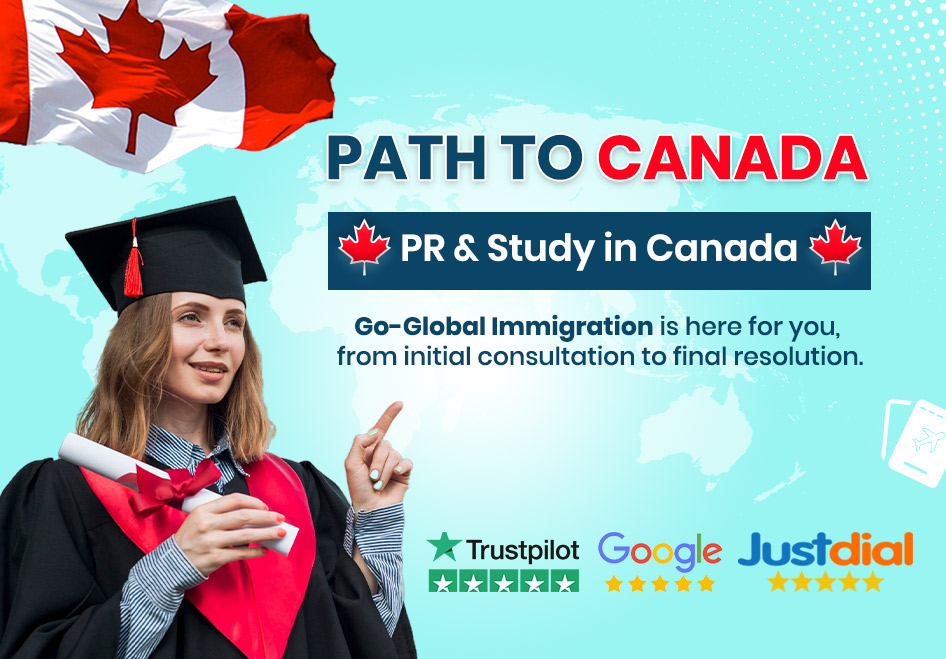 PATH TO CANADA
PR & Study in Canada
Go-Global Immigration is here for you,
from initial consultation to final resolution.
Trustpilot
Google
Justdial